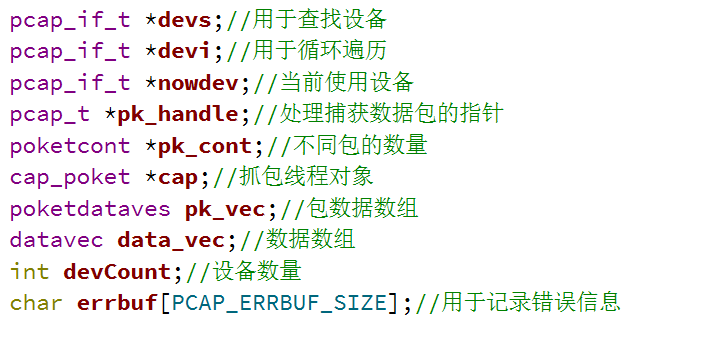 pcap_if_t *devs;//用于查找设备
pcap_if_t *devi;//用于循环遍历
pcap_if_t *nowdev;//当前使用设备
pcap_t *pk_handle;//处理捕获数据包的指针
poketcont *pk_cont;//不同包的数量
cap_poket *cap;//抓包线程对象
poketdataves pk_vec;//包数据数组
datavec data_vec;//数据数组
int devCount;//设备数量
char errbuf[PCAP_ERRBUF_SIZE];//用于记录错误信息